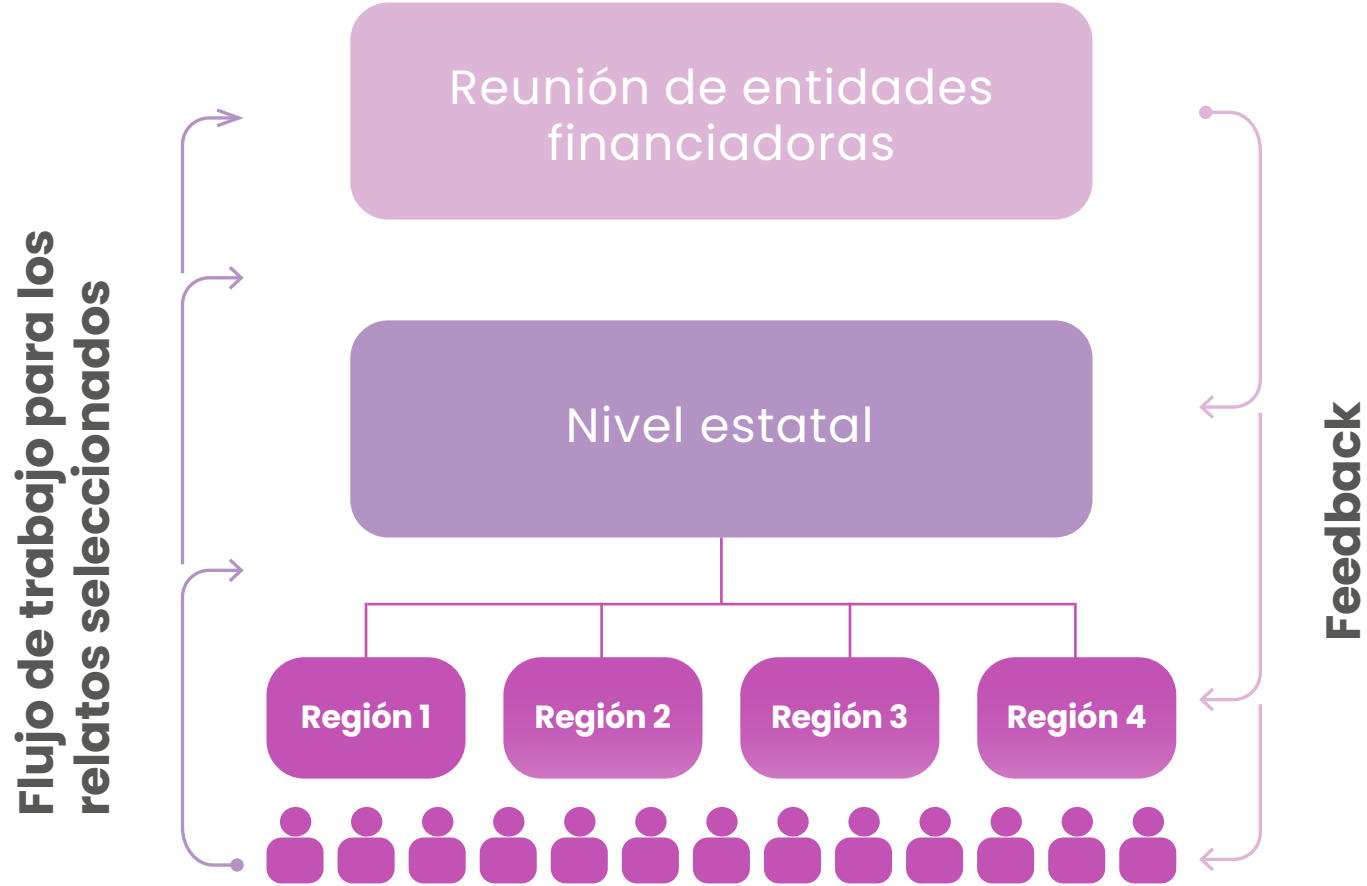 Reunión de entidades
financiadoras
Flujo de trabajo para los
relatos seleccionados
Nivel estatal
Feedback
Región 1
Región 2
Región 3
Región 4